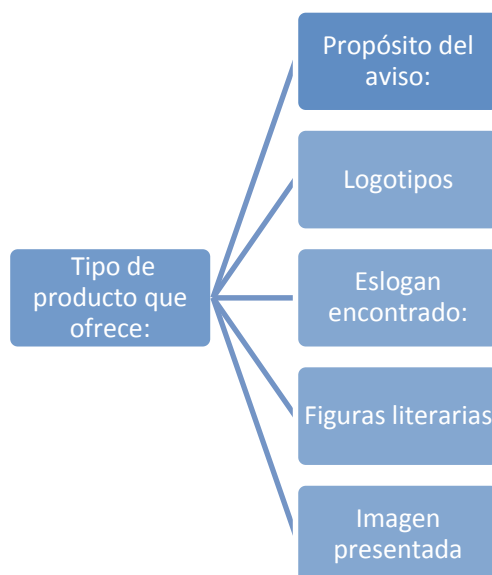 Propósito del
aviso:
Logotipos
Tipo de
producto que
ofrece:
Eslogan
encontrado:
Figuras literarias
Imagen
presentada